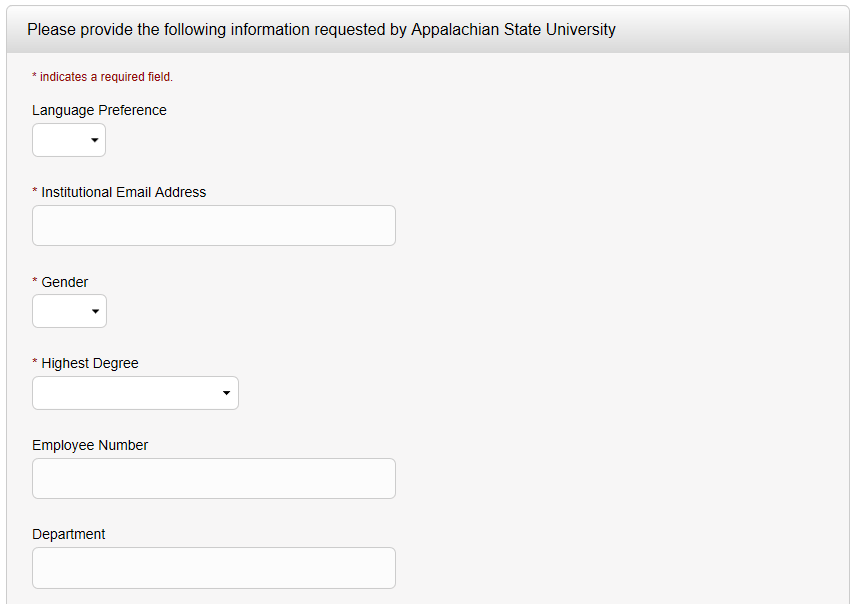 Please provide the following information requested by Appalachian State University
* indicates a required field.
Language Preference
* Institutional Email Address
* Gender
* Highest Degree
Employee Number
Department